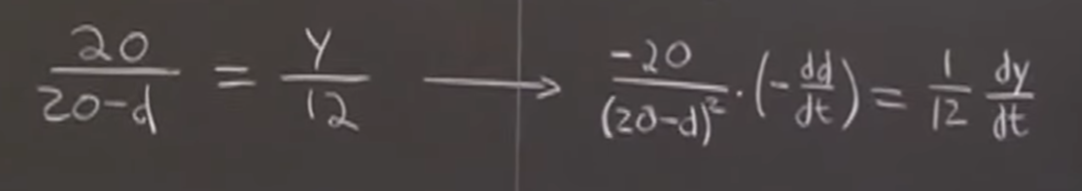 20/(20-d) = y/12 → -20/(20-d)² · (-dd/dt) = 1/12 dy/dt